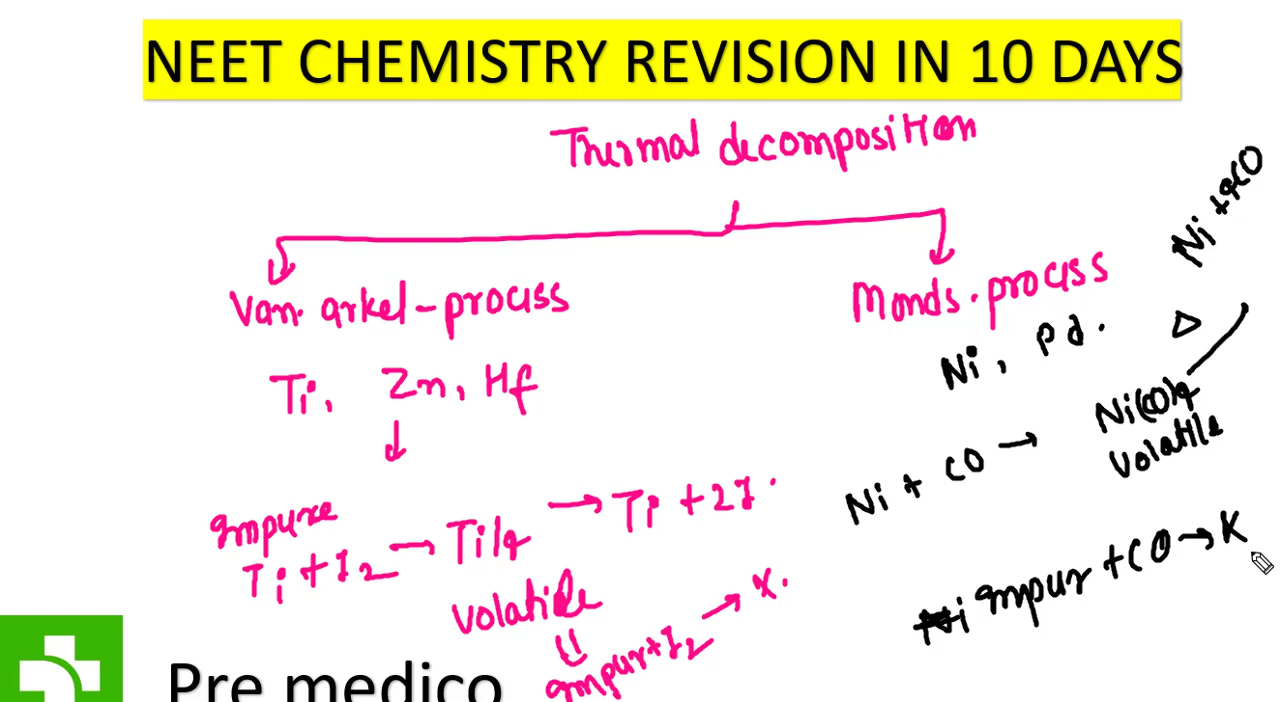 NEET CHEMISTRY REVISION IN 10 DAYS
Thermal decomposition
Van arkel-process
Ti, Zn, Hf
Impure
Ti + I2 → TiI4 → Ti + 2I
Volatile
Impur + I2 → X.
Monds. process
Ni, Pd.
Ni + CO → Ni(CO)4
Volatile
Δ
Ni + 4CO
Impur + CO → X
Pre medico